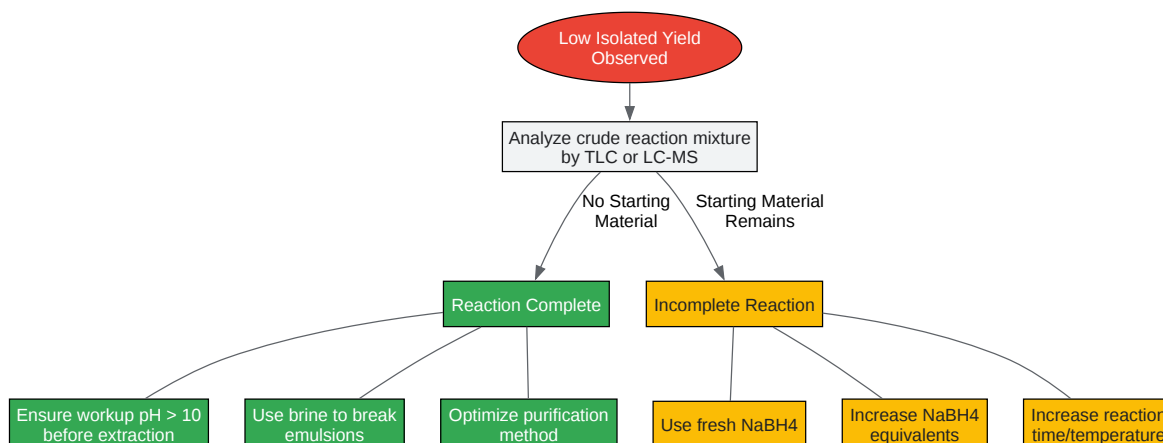 Low Isolated Yield
Observed
Analyze crude reaction mixture
by TLC or LC-MS
No Starting
Material
Starting Material
Remains
Reaction Complete
Incomplete Reaction
Ensure workup pH > 10
before extraction
Use brine to break
emulsions
Optimize purification
method
Use fresh NaBH4
Increase NaBH4
equivalents
Increase reaction
time/temperature